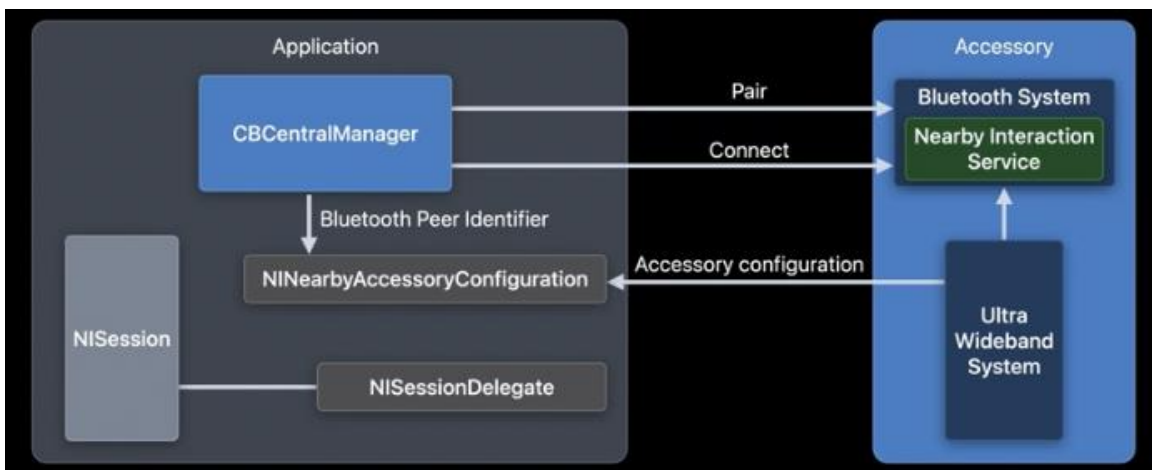 Application
Accessory
CBCentralManager
Pair
Bluetooth System
Nearby Interaction
Service
Connect
Bluetooth Peer Identifier
NINearbyAccessoryConfiguration
Accessory configuration
NISession
NISessionDelegate
Ultra
Wideband
System